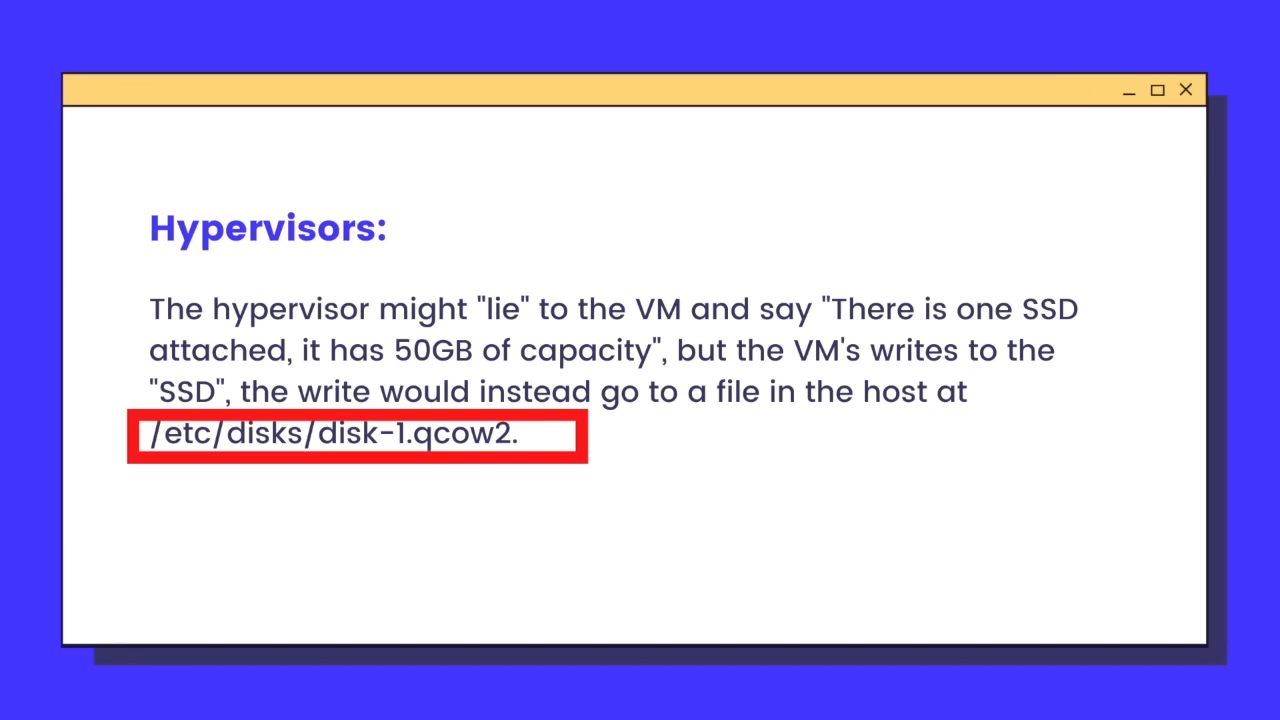 Hypervisors:
The hypervisor might "lie" to the VM and say "There is one SSD
attached, it has 50GB of capacity", but the VM's writes to the
"SSD", the write would instead go to a file in the host at
/etc/disks/disk-1.qcow2.